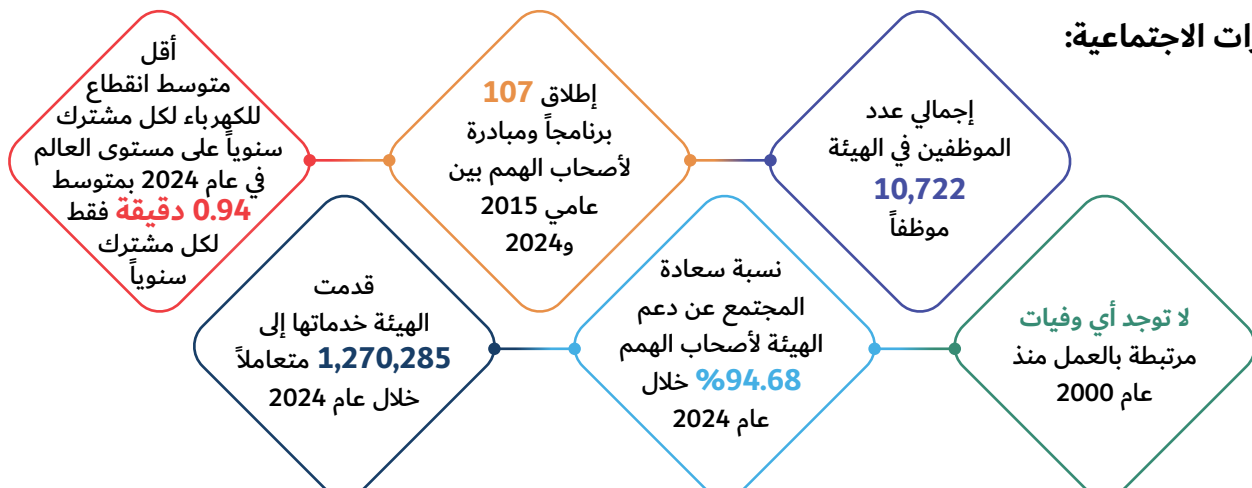 رات الاجتماعية:
إجمالي عدد
الموظفين في الهيئة
10,722
موظفاً
إطلاق 107
برنامجاً ومبادرة
لأصحاب الهمم بين
عامي 2015
و2024
أقل
متوسط انقطاع
للكهرباء لكل مشترك
سنوياً على مستوى العالم
في عام 2024 بمتوسط
0.94 دقيقة فقط
لكل مشترك
سنوياً
لا توجد أي وفيات
مرتبطة بالعمل منذ
عام 2000
نسبة سعادة
المجتمع عن دعم
الهيئة لأصحاب الهمم
%94.68 خلال
عام 2024
قدمت
الهيئة خدماتها إلى
1,270,285 متعاملاً
خلال عام 2024